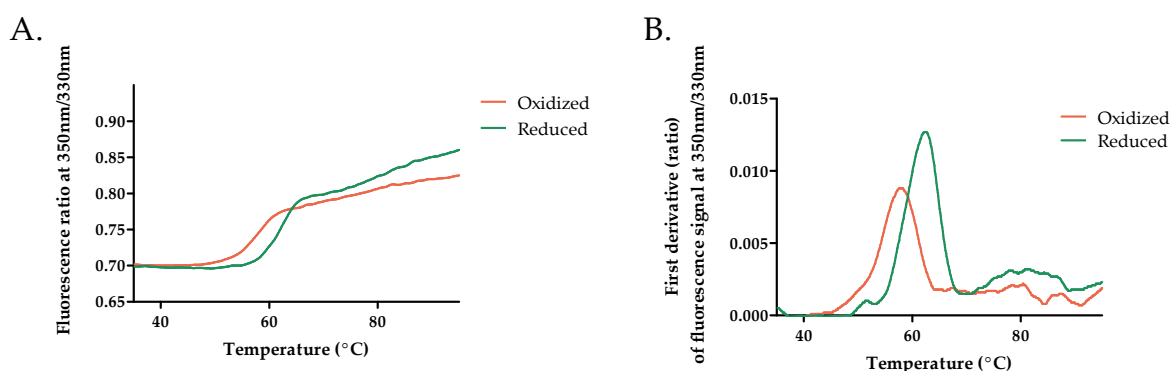 A.
Fluorescence ratio at 350nm/330nm
0.90
0.85
0.80
0.75
0.70
0.65
40
60
80
Temperature (°C)
Oxidized
Reduced
B.
First derivative (ratio)
of fluorescence signal at 350nm/330nm
0.015
0.010
0.005
0.000
40
60
80
Temperature (°C)
Oxidized
Reduced